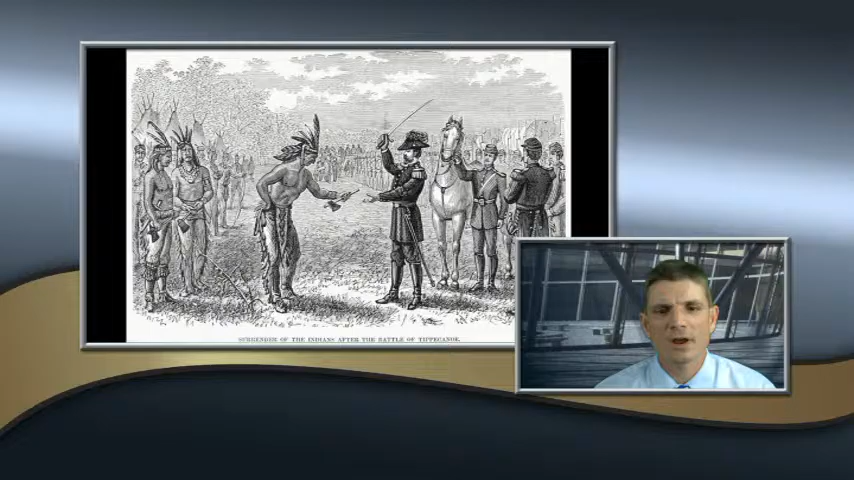 SURRENDER OF THE INDIANS AFTER THE BATTLE OF TIPPECANOE.